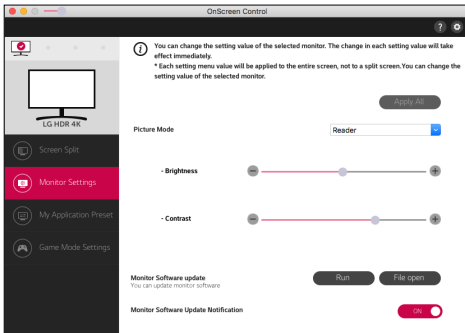 OnScreen Control
?
i
You can change the setting value of the selected monitor. The change in each setting value will take
effect immediately.
* Each setting menu value will be applied to the entire screen, not to a split screen.You can change the
setting value of the selected monitor.
Apply All
LG HDR 4K
Picture Mode
Reader
Screen Split
- Brightness
Monitor Settings
My Application Preset
- Contrast
Game Mode Settings
Monitor Software update
You can update monitor software
Run
File open
Monitor Software Update Notification
ON